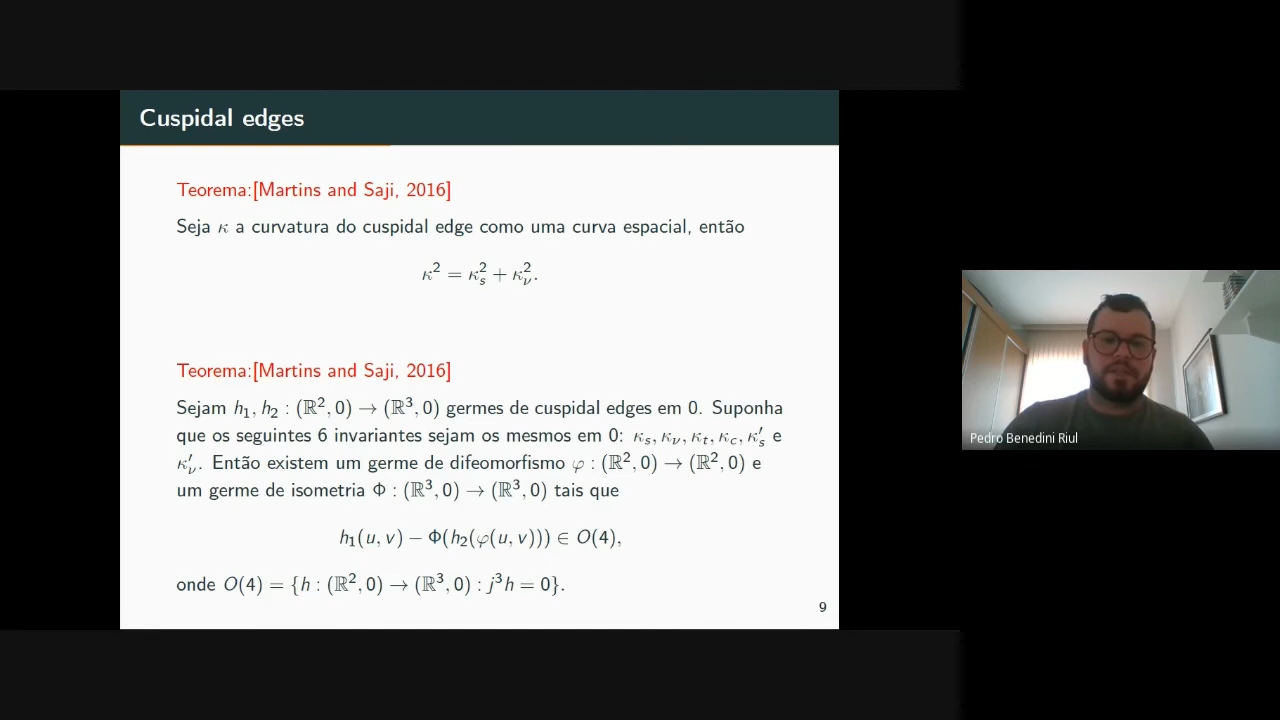 Cuspidal edges
Teorema:[Martins and Saji, 2016]
Seja κ a curvatura do cuspidal edge como uma curva espacial, então
κ² = κ_s² + κ_ν².
Teorema:[Martins and Saji, 2016]
Sejam h₁, h₂ : (ℝ², 0) → (ℝ³, 0) germes de cuspidal edges em 0. Suponha
que os seguintes 6 invariantes sejam os mesmos em 0: κ_s, κ_ν, κ_t, κ_c, κ′_s e
κ′_ν. Então existem um germe de difeomorfismo φ : (ℝ², 0) → (ℝ², 0) e
um germe de isometria Φ : (ℝ³, 0) → (ℝ³, 0) tais que
h₁(u, v) − Φ(h₂(φ(u, v))) ∈ O(4),
onde O(4) = {h : (ℝ², 0) → (ℝ³, 0) : j³h = 0}.
9
Pedro Benedini Riul